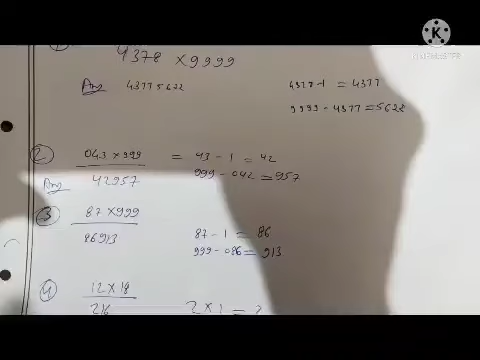 4378 × 9999
Ans 43775622
4378-1 = 4377
9999 - 4377 = 5622
2 043 × 999 = 43 - 1 = 42
Ans 42957
999 - 042 = 957
3 87 × 999
86913
87 - 1 = 86
999 - 086 = 913
4 12 × 18
216
2 × 1 = 2
K